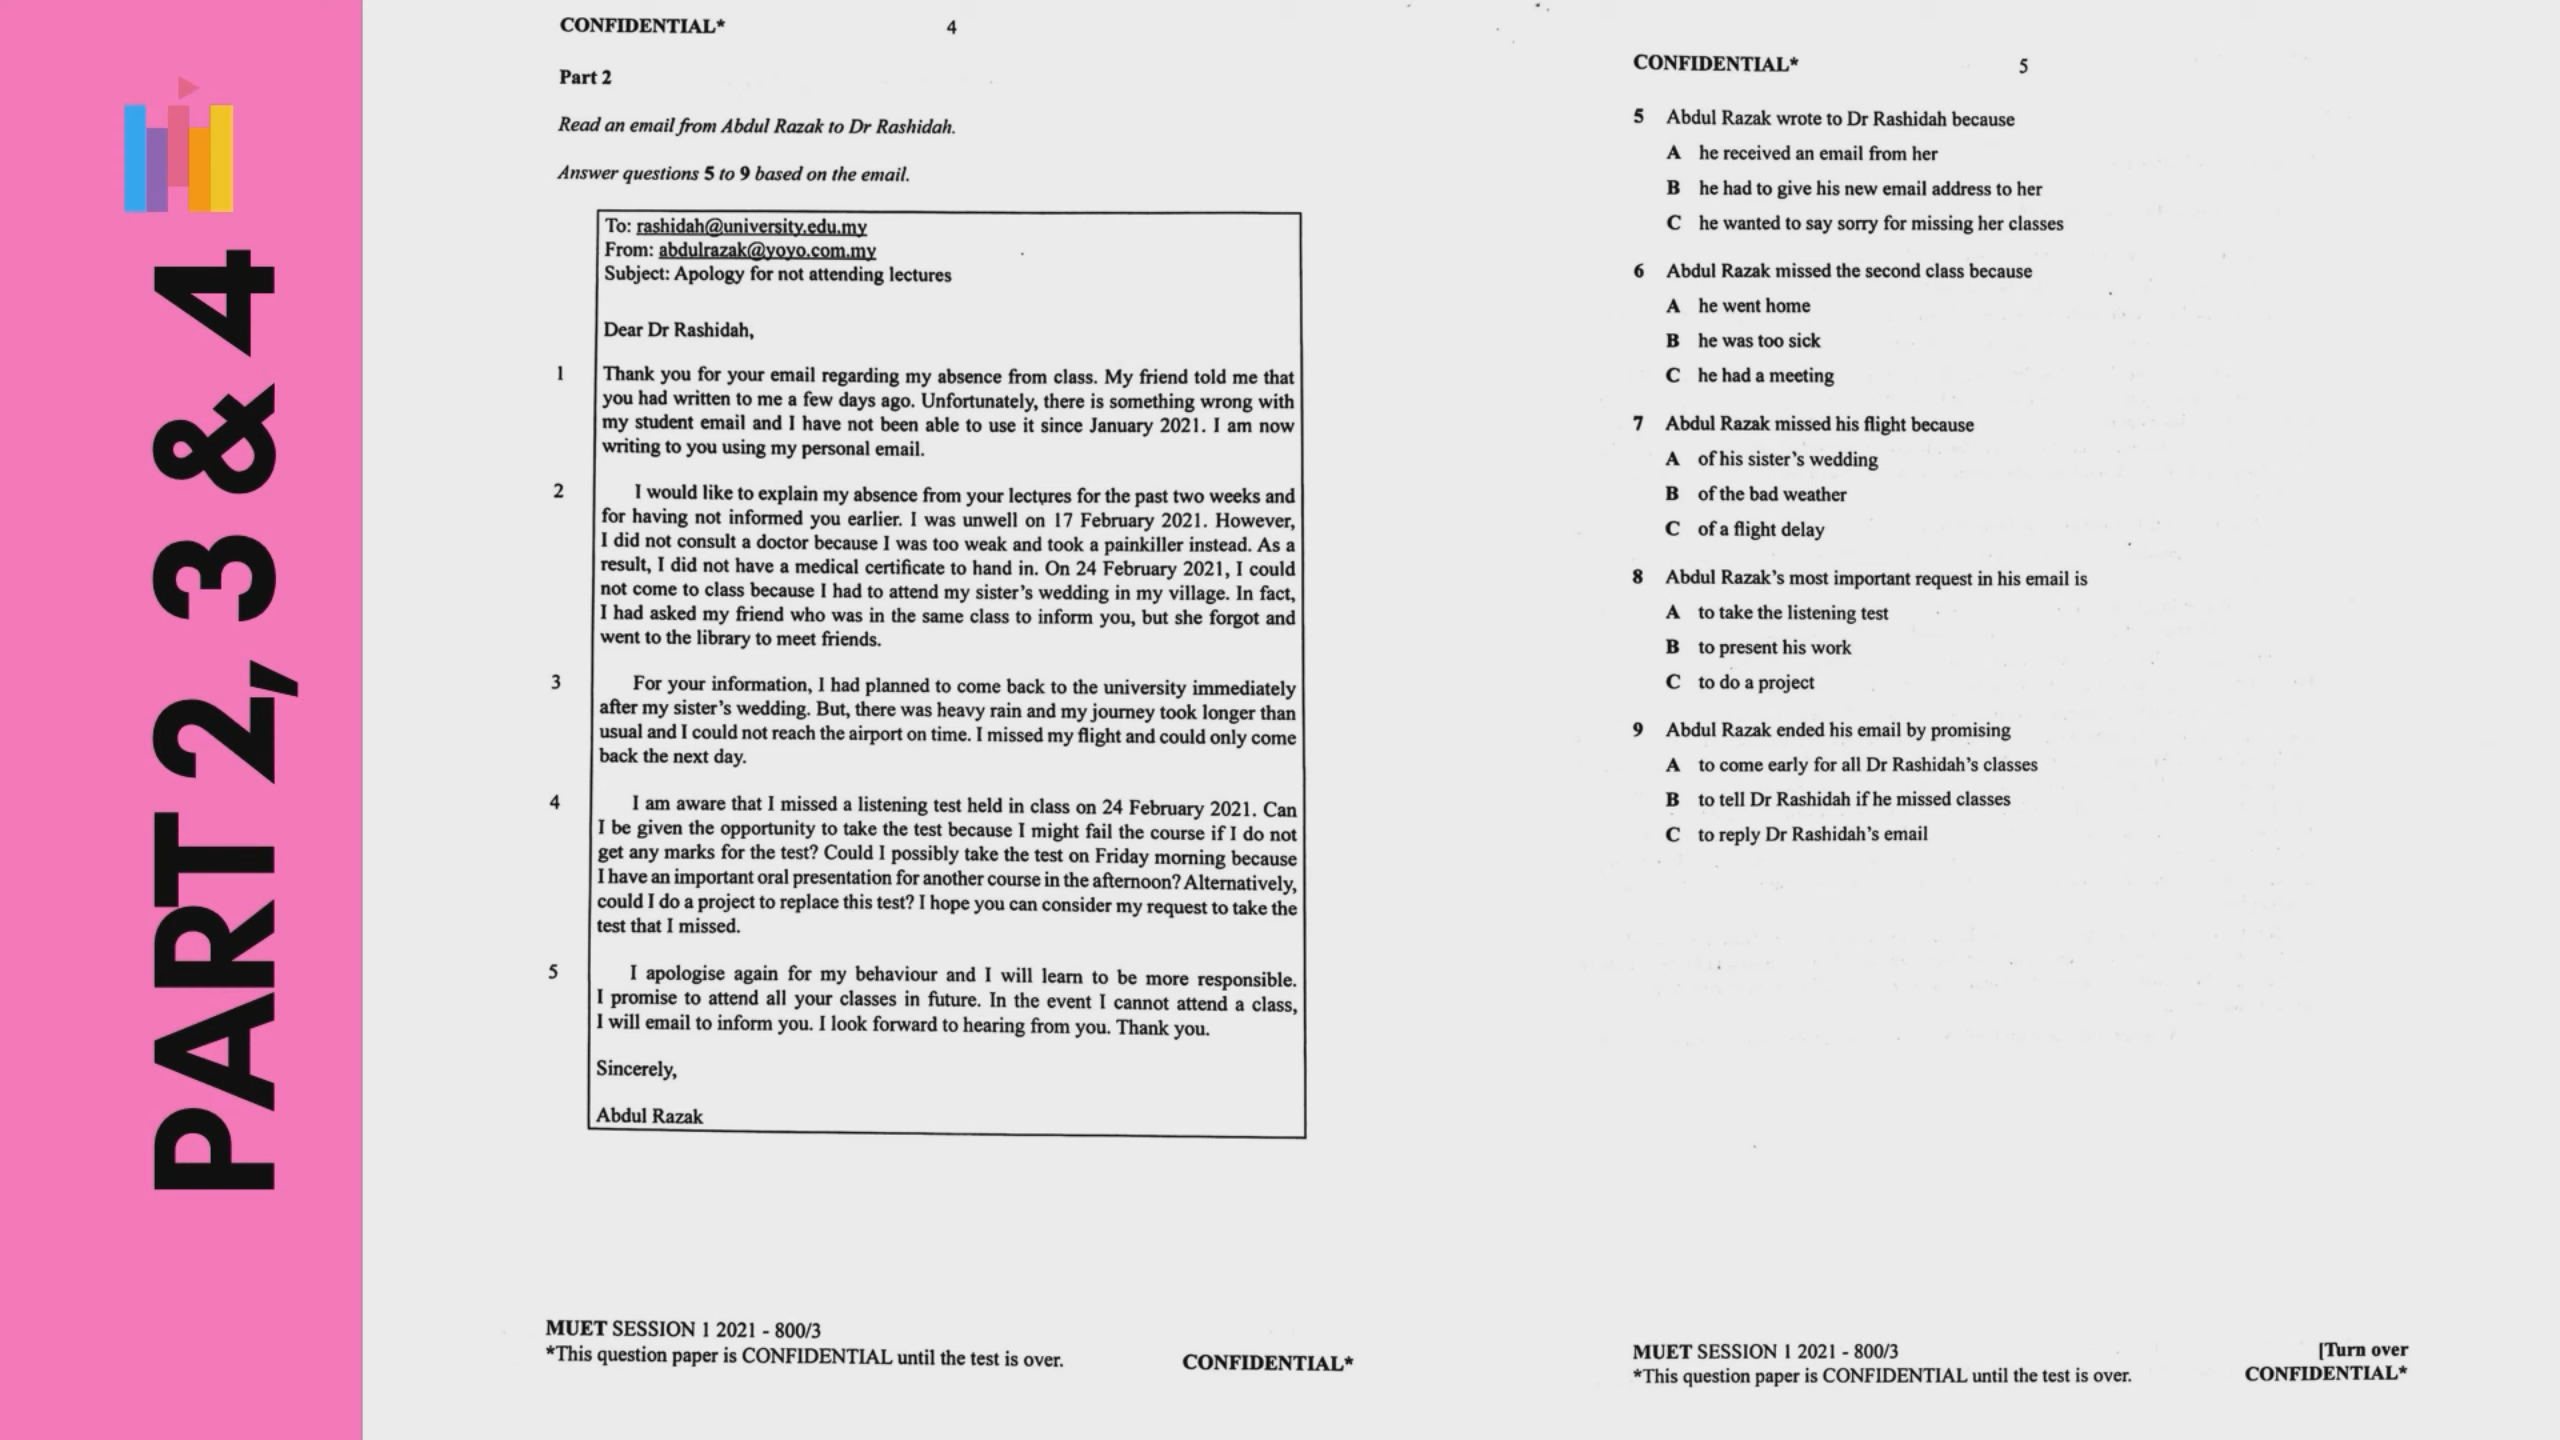 PART 2, 3 & 4
CONFIDENTIAL*
4
Part 2
Read an email from Abdul Razak to Dr Rashidah.
Answer questions 5 to 9 based on the email.
To: rashidah@university.edu.my
From: abdulrazak@yoyo.com.my
Subject: Apology for not attending lectures
Dear Dr Rashidah,
1 Thank you for your email regarding my absence from class. My friend told me that
you had written to me a few days ago. Unfortunately, there is something wrong with
my student email and I have not been able to use it since January 2021. I am now
writing to you using my personal email.
2 I would like to explain my absence from your lectures for the past two weeks and
for having not informed you earlier. I was unwell on 17 February 2021. However,
I did not consult a doctor because I was too weak and took a painkiller instead. As a
result, I did not have a medical certificate to hand in. On 24 February 2021, I could
not come to class because I had to attend my sister's wedding in my village. In fact,
I had asked my friend who was in the same class to inform you, but she forgot and
went to the library to meet friends.
3 For your information, I had planned to come back to the university immediately
after my sister's wedding. But, there was heavy rain and my journey took longer than
usual and I could not reach the airport on time. I missed my flight and could only come
back the next day.
4 I am aware that I missed a listening test held in class on 24 February 2021. Can
I be given the opportunity to take the test because I might fail the course if I do not
get any marks for the test? Could I possibly take the test on Friday morning because
I have an important oral presentation for another course in the afternoon? Alternatively,
could I do a project to replace this test? I hope you can consider my request to take the
test that I missed.
5 I apologise again for my behaviour and I will learn to be more responsible.
I promise to attend all your classes in future. In the event I cannot attend a class,
I will email to inform you. I look forward to hearing from you. Thank you.
Sincerely,
Abdul Razak
MUET SESSION 1 2021 - 800/3
*This question paper is CONFIDENTIAL until the test is over.
CONFIDENTIAL*
CONFIDENTIAL*
5
5 Abdul Razak wrote to Dr Rashidah because
A he received an email from her
B he had to give his new email address to her
C he wanted to say sorry for missing her classes
6 Abdul Razak missed the second class because
A he went home
B he was too sick
C he had a meeting
7 Abdul Razak missed his flight because
A of his sister's wedding
B of the bad weather
C of a flight delay
8 Abdul Razak's most important request in his email is
A to take the listening test
B to present his work
C to do a project
9 Abdul Razak ended his email by promising
A to come early for all Dr Rashidah's classes
B to tell Dr Rashidah if he missed classes
C to reply Dr Rashidah's email
MUET SESSION 1 2021 - 800/3
*This question paper is CONFIDENTIAL until the test is over.
[Turn over
CONFIDENTIAL*